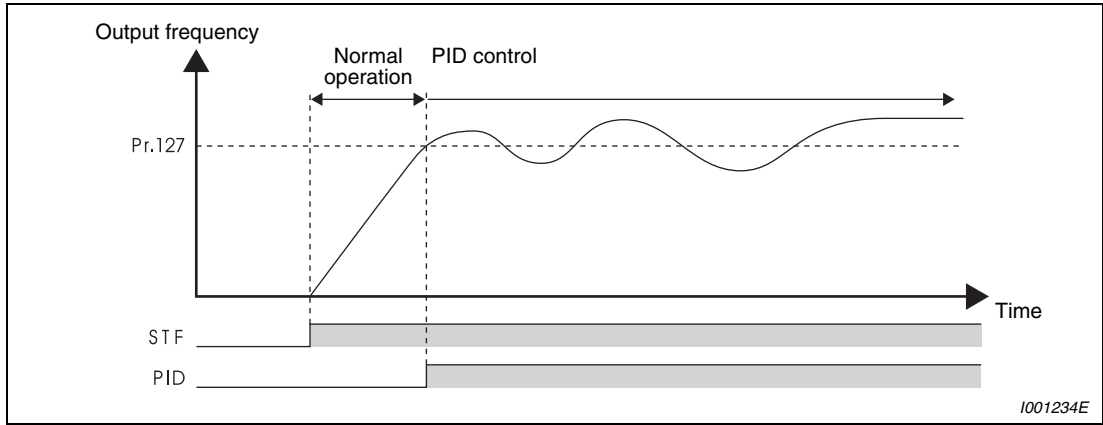 Output frequency
Normal operation
PID control
Pr.127
Time
STF
PID
I001234E